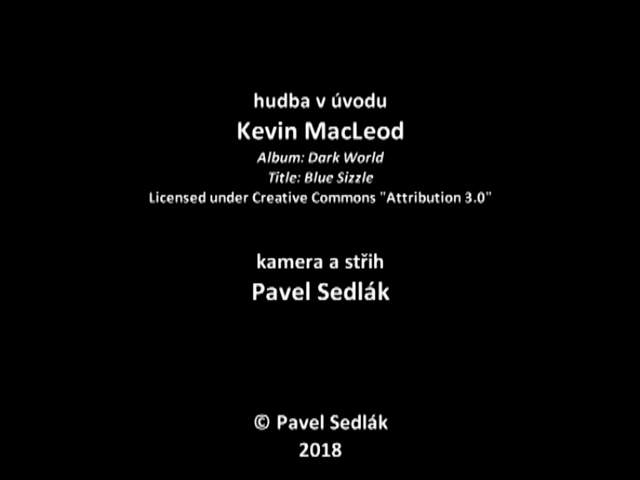 hudba v úvodu
Kevin MacLeod
Album: Dark World
Title: Blue Sizzle
Licensed under Creative Commons "Attribution 3.0"
kamera a střih
Pavel Sedlák
© Pavel Sedlák
2018